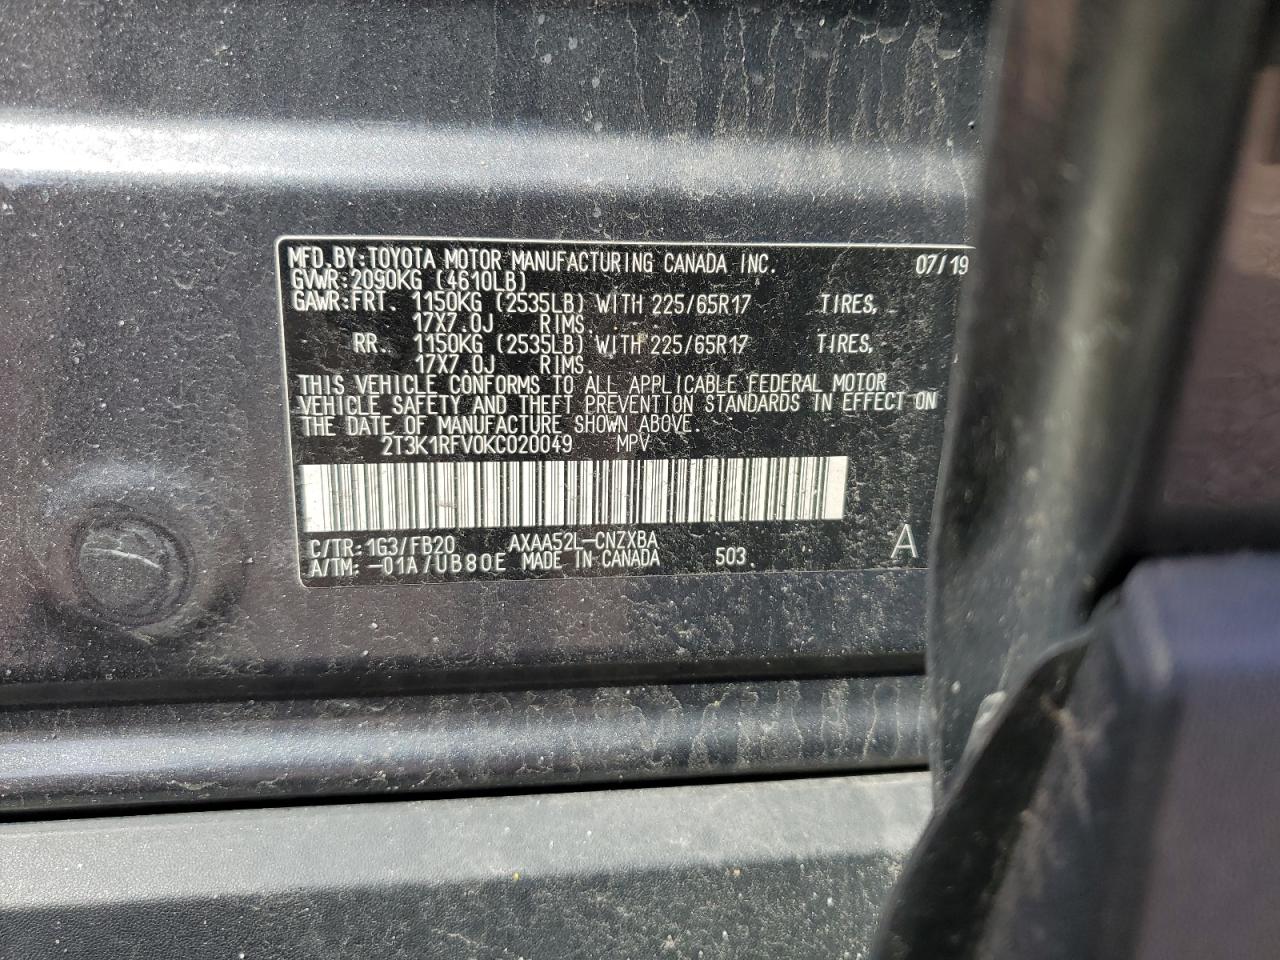 MFD.BY:TOYOTA MOTOR MANUFACTURING CANADA INC. 07/19
GVWR:2090KG (4610LB)
GAWR:FRT. 1150KG (2535LB) WITH 225/65R17 TIRES,
17X7.0J RIMS.
RR. 1150KG (2535LB) WITH 225/65R17 TIRES,
17X7.0J RIMS.
THIS VEHICLE CONFORMS TO ALL APPLICABLE FEDERAL MOTOR
VEHICLE SAFETY AND THEFT PREVENTION STANDARDS IN EFFECT ON
THE DATE OF MANUFACTURE SHOWN ABOVE.
2T3K1RFV0KC020049 MPV
C/TR:1G3/FB20 AXAA52L-CNZXBA A
A/TM:-01A/UB80E MADE IN CANADA 503.